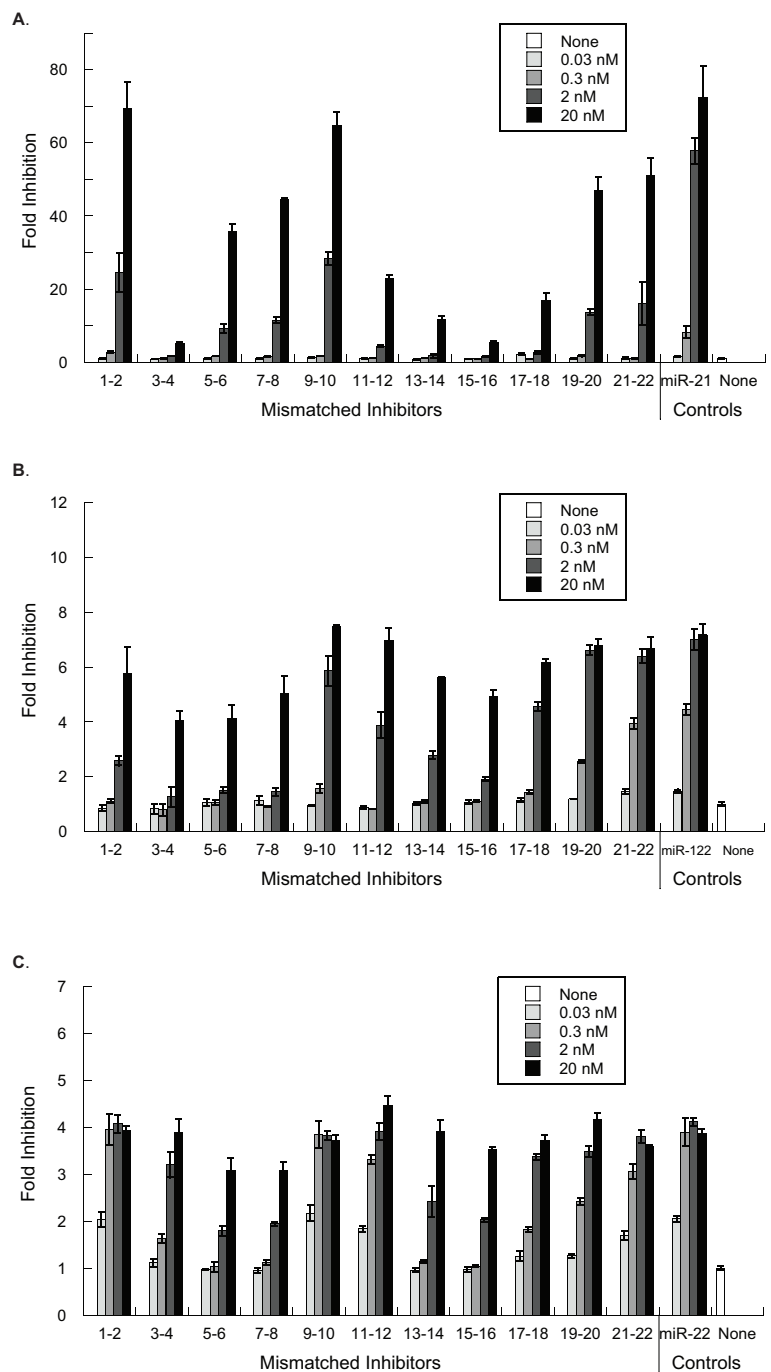 A.
None
0.03 nM
0.3 nM
2 nM
20 nM
80
60
40
20
0
Fold Inhibition
1-2 3-4 5-6 7-8 9-10 11-12 13-14 15-16 17-18 19-20 21-22 miR-21 None
Mismatched Inhibitors Controls
B.
None
0.03 nM
0.3 nM
2 nM
20 nM
12
10
8
6
4
2
0
Fold Inhibition
1-2 3-4 5-6 7-8 9-10 11-12 13-14 15-16 17-18 19-20 21-22 miR-122 None
Mismatched Inhibitors Controls
C.
None
0.03 nM
0.3 nM
2 nM
20 nM
7
6
5
4
3
2
1
0
Fold Inhibition
1-2 3-4 5-6 7-8 9-10 11-12 13-14 15-16 17-18 19-20 21-22 miR-22 None
Mismatched Inhibitors Controls